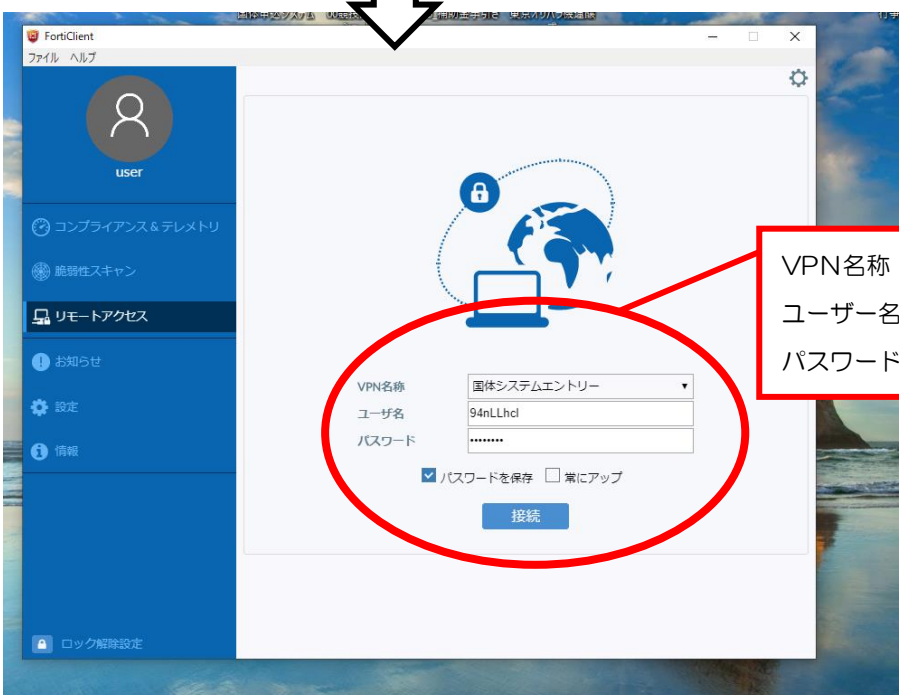 FortiClient
ファイル ヘルプ
user
コンプライアンス＆テレメトリ
脆弱性スキャン
リモートアクセス
お知らせ
設定
情報
ロック解除設定
VPN名称 国体システムエントリー
ユーザ名 94nLLhcl
パスワード ••••••••
パスワードを保存 常にアップ
接続
VPN名称
ユーザー名
パスワード